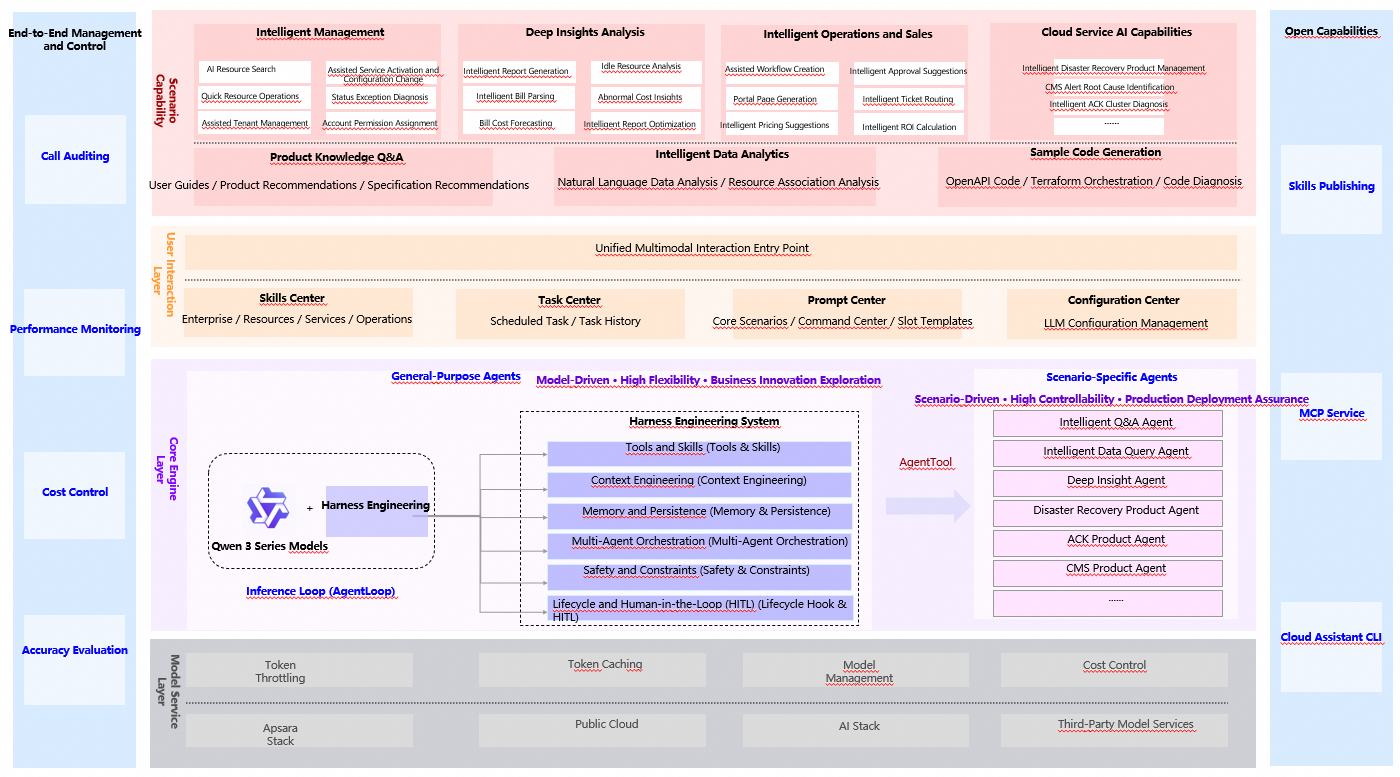 End-to-End Management
and Control
Call Auditing
Performance Monitoring
Cost Control
Accuracy Evaluation
Scenario
Capability
Intelligent Management
AI Resource Search
Assisted Service Activation and
Configuration Change
Quick Resource Operations
Status Exception Diagnosis
Assisted Tenant Management
Account Permission Assignment
Deep Insights Analysis
Intelligent Report Generation
Idle Resource Analysis
Intelligent Bill Parsing
Abnormal Cost Insights
Bill Cost Forecasting
Intelligent Report Optimization
Intelligent Operations and Sales
Assisted Workflow Creation
Intelligent Approval Suggestions
Portal Page Generation
Intelligent Ticket Routing
Intelligent Pricing Suggestions
Intelligent ROI Calculation
Cloud Service AI Capabilities
Intelligent Disaster Recovery Product Management
CMS Alert Root Cause Identification
Intelligent ACK Cluster Diagnosis
......
Product Knowledge Q&A
User Guides / Product Recommendations / Specification Recommendations
Intelligent Data Analytics
Natural Language Data Analysis / Resource Association Analysis
Sample Code Generation
OpenAPI Code / Terraform Orchestration / Code Diagnosis
User Interaction
Layer
Unified Multimodal Interaction Entry Point
Skills Center
Enterprise / Resources / Services / Operations
Task Center
Scheduled Task / Task History
Prompt Center
Core Scenarios / Command Center / Slot Templates
Configuration Center
LLM Configuration Management
Core Engine
Layer
General-Purpose Agents
Model-Driven • High Flexibility • Business Innovation Exploration
Qwen 3 Series Models
+
Harness Engineering
Inference Loop (AgentLoop)
Harness Engineering System
Tools and Skills (Tools & Skills)
Context Engineering (Context Engineering)
Memory and Persistence (Memory & Persistence)
Multi-Agent Orchestration (Multi-Agent Orchestration)
Safety and Constraints (Safety & Constraints)
Lifecycle and Human-in-the-Loop (HITL) (Lifecycle Hook &
HITL)
AgentTool
Scenario-Specific Agents
Scenario-Driven • High Controllability • Production Deployment Assurance
Intelligent Q&A Agent
Intelligent Data Query Agent
Deep Insight Agent
Disaster Recovery Product Agent
ACK Product Agent
CMS Product Agent
......
Model Service
Layer
Token
Throttling
Token Caching
Model
Management
Cost Control
Apsara
Stack
Public Cloud
AI Stack
Third-Party Model Services
Open Capabilities
Skills Publishing
MCP Service
Cloud Assistant CLI